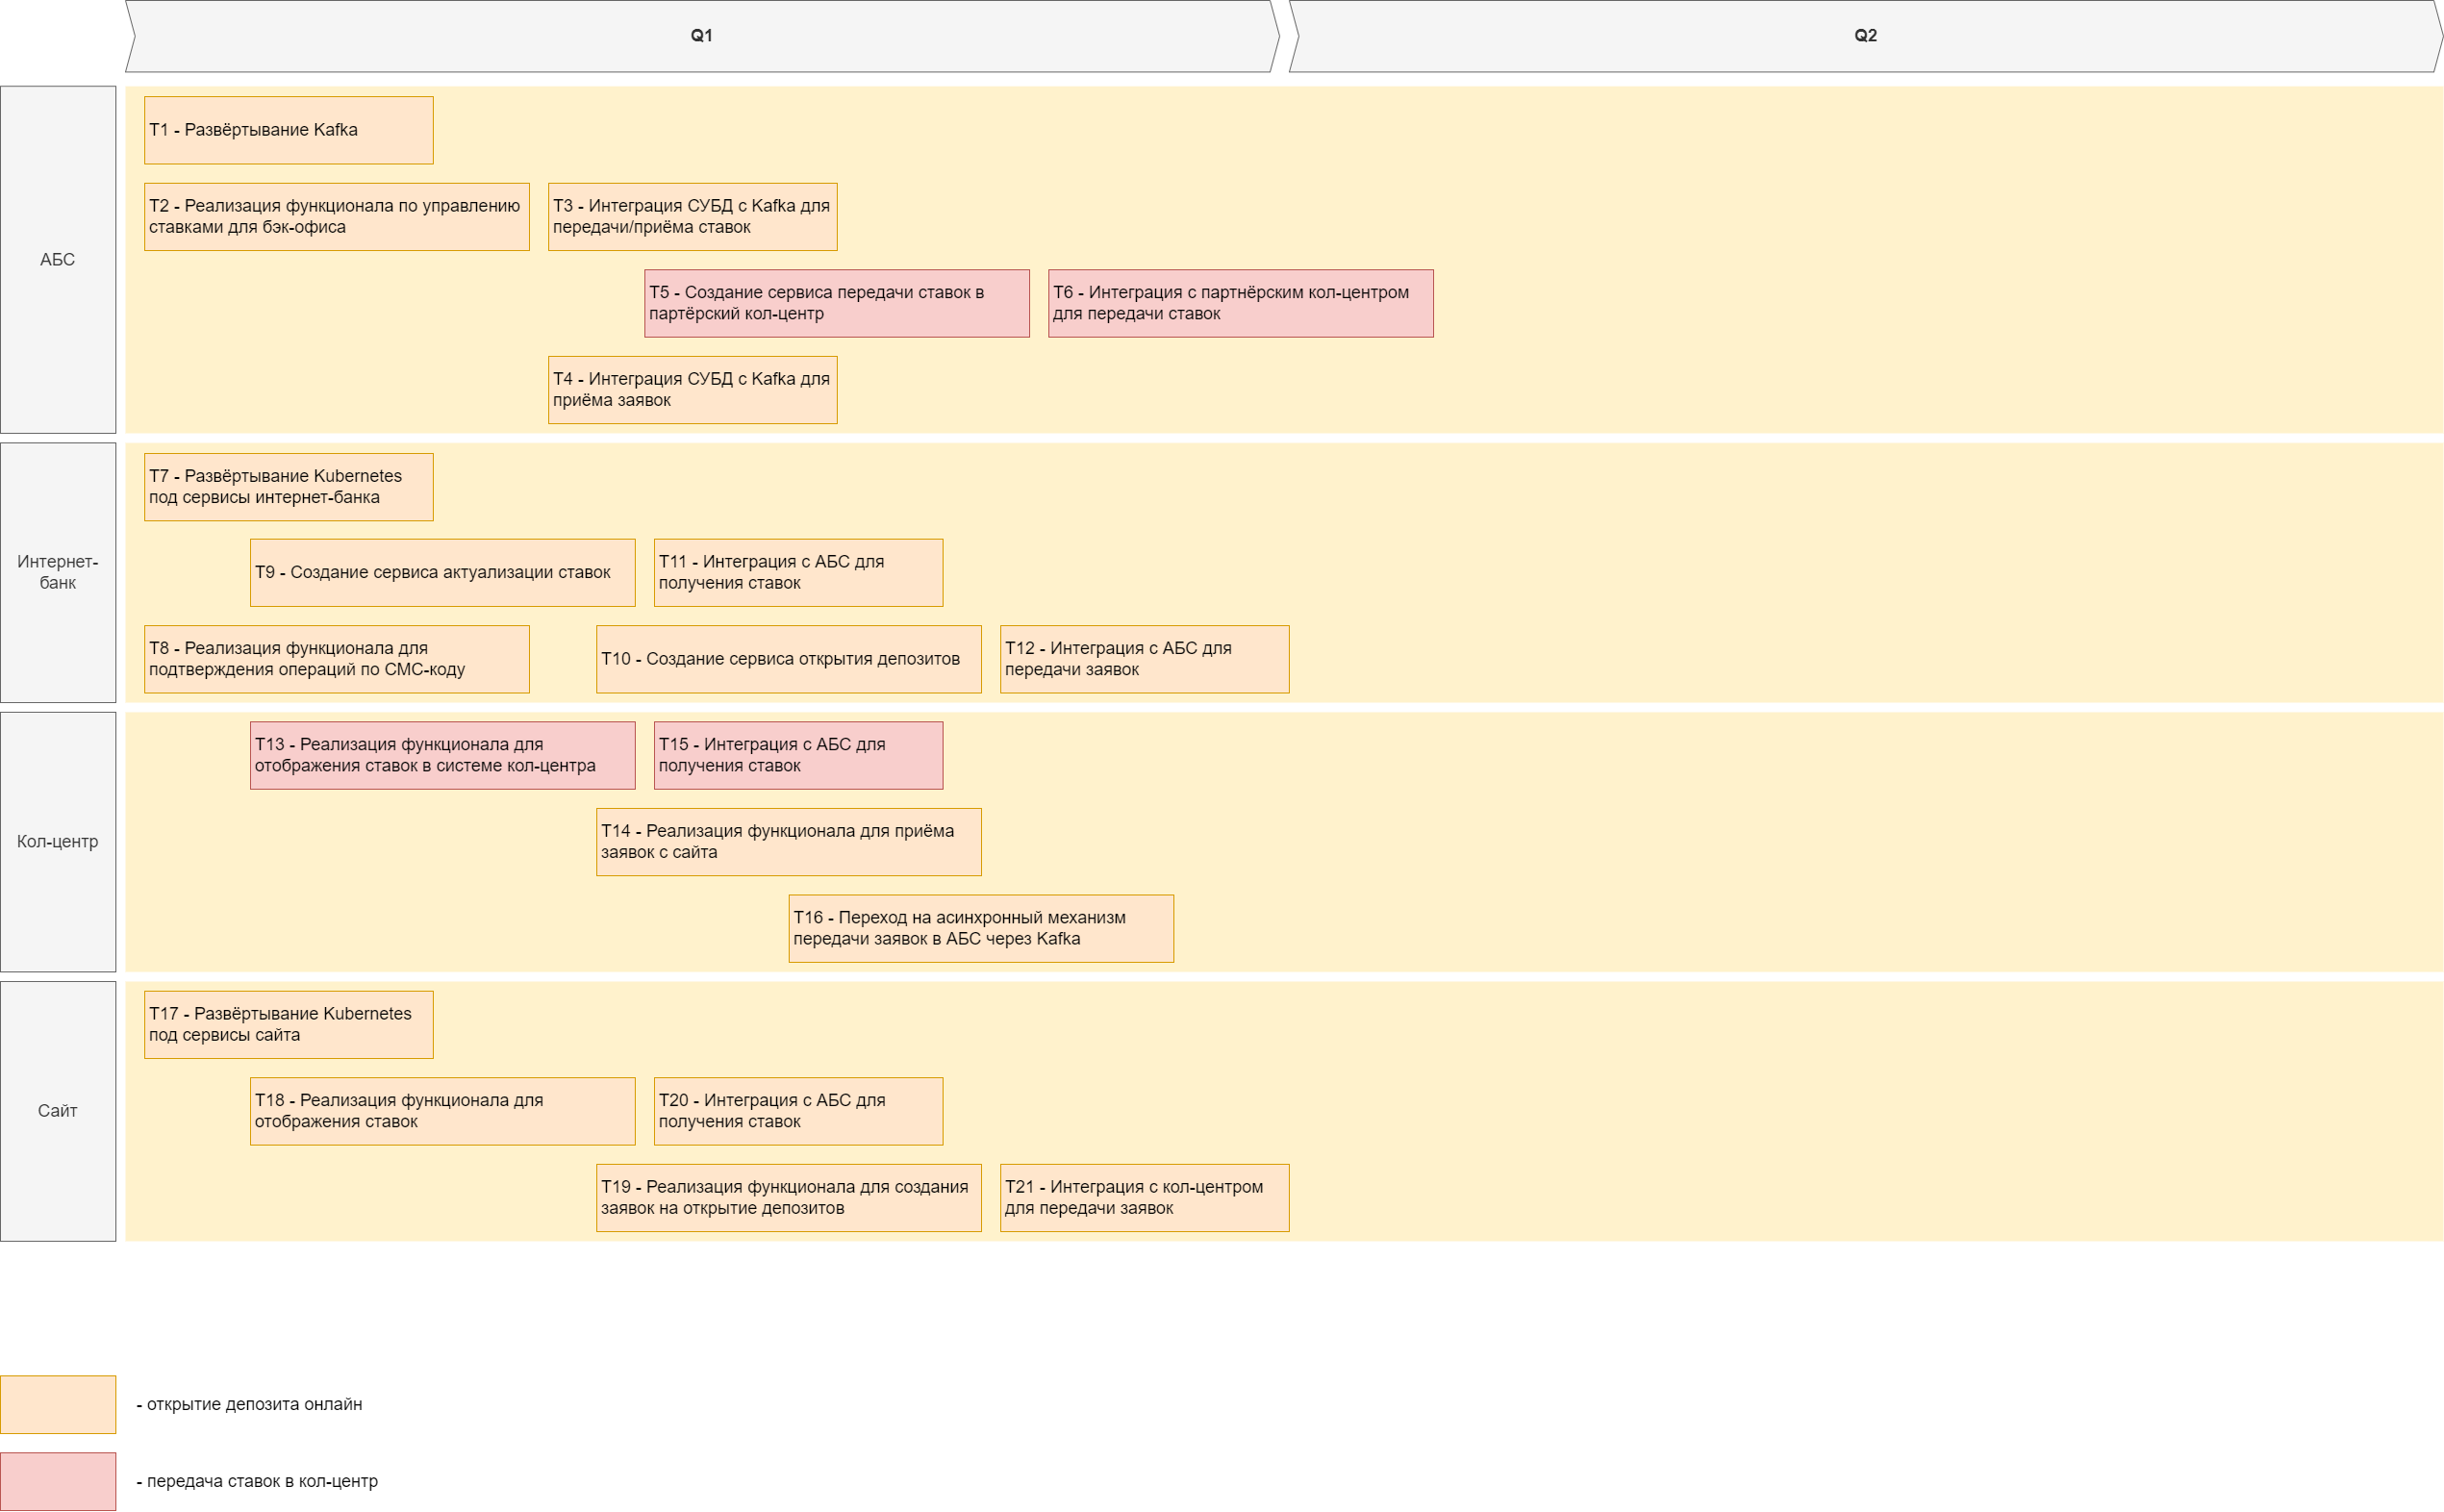 Q1
Q2
АБС
T1 - Развёртывание Kafka
T2 - Реализация функционала по управлению
ставками для бэк-офиса
T3 - Интеграция СУБД с Kafka для
передачи/приёма ставок
T5 - Создание сервиса передачи ставок в
партёрский кол-центр
T6 - Интеграция с партнёрским кол-центром
для передачи ставок
T4 - Интеграция СУБД с Kafka для
приёма заявок
Интернет-
банк
T7 - Развёртывание Kubernetes
под сервисы интернет-банка
T9 - Создание сервиса актуализации ставок
T11 - Интеграция с АБС для
получения ставок
T8 - Реализация функционала для
подтверждения операций по СМС-коду
T10 - Создание сервиса открытия депозитов
T12 - Интеграция с АБС для
передачи заявок
Кол-центр
T13 - Реализация функционала для
отображения ставок в системе кол-центра
T15 - Интеграция с АБС для
получения ставок
T14 - Реализация функционала для приёма
заявок с сайта
T16 - Переход на асинхронный механизм
передачи заявок в АБС через Kafka
Сайт
T17 - Развёртывание Kubernetes
под сервисы сайта
T18 - Реализация функционала для
отображения ставок
T20 - Интеграция с АБС для
получения ставок
T19 - Реализация функционала для создания
заявок на открытие депозитов
T21 - Интеграция с кол-центром
для передачи заявок
- открытие депозита онлайн
- передача ставок в кол-центр